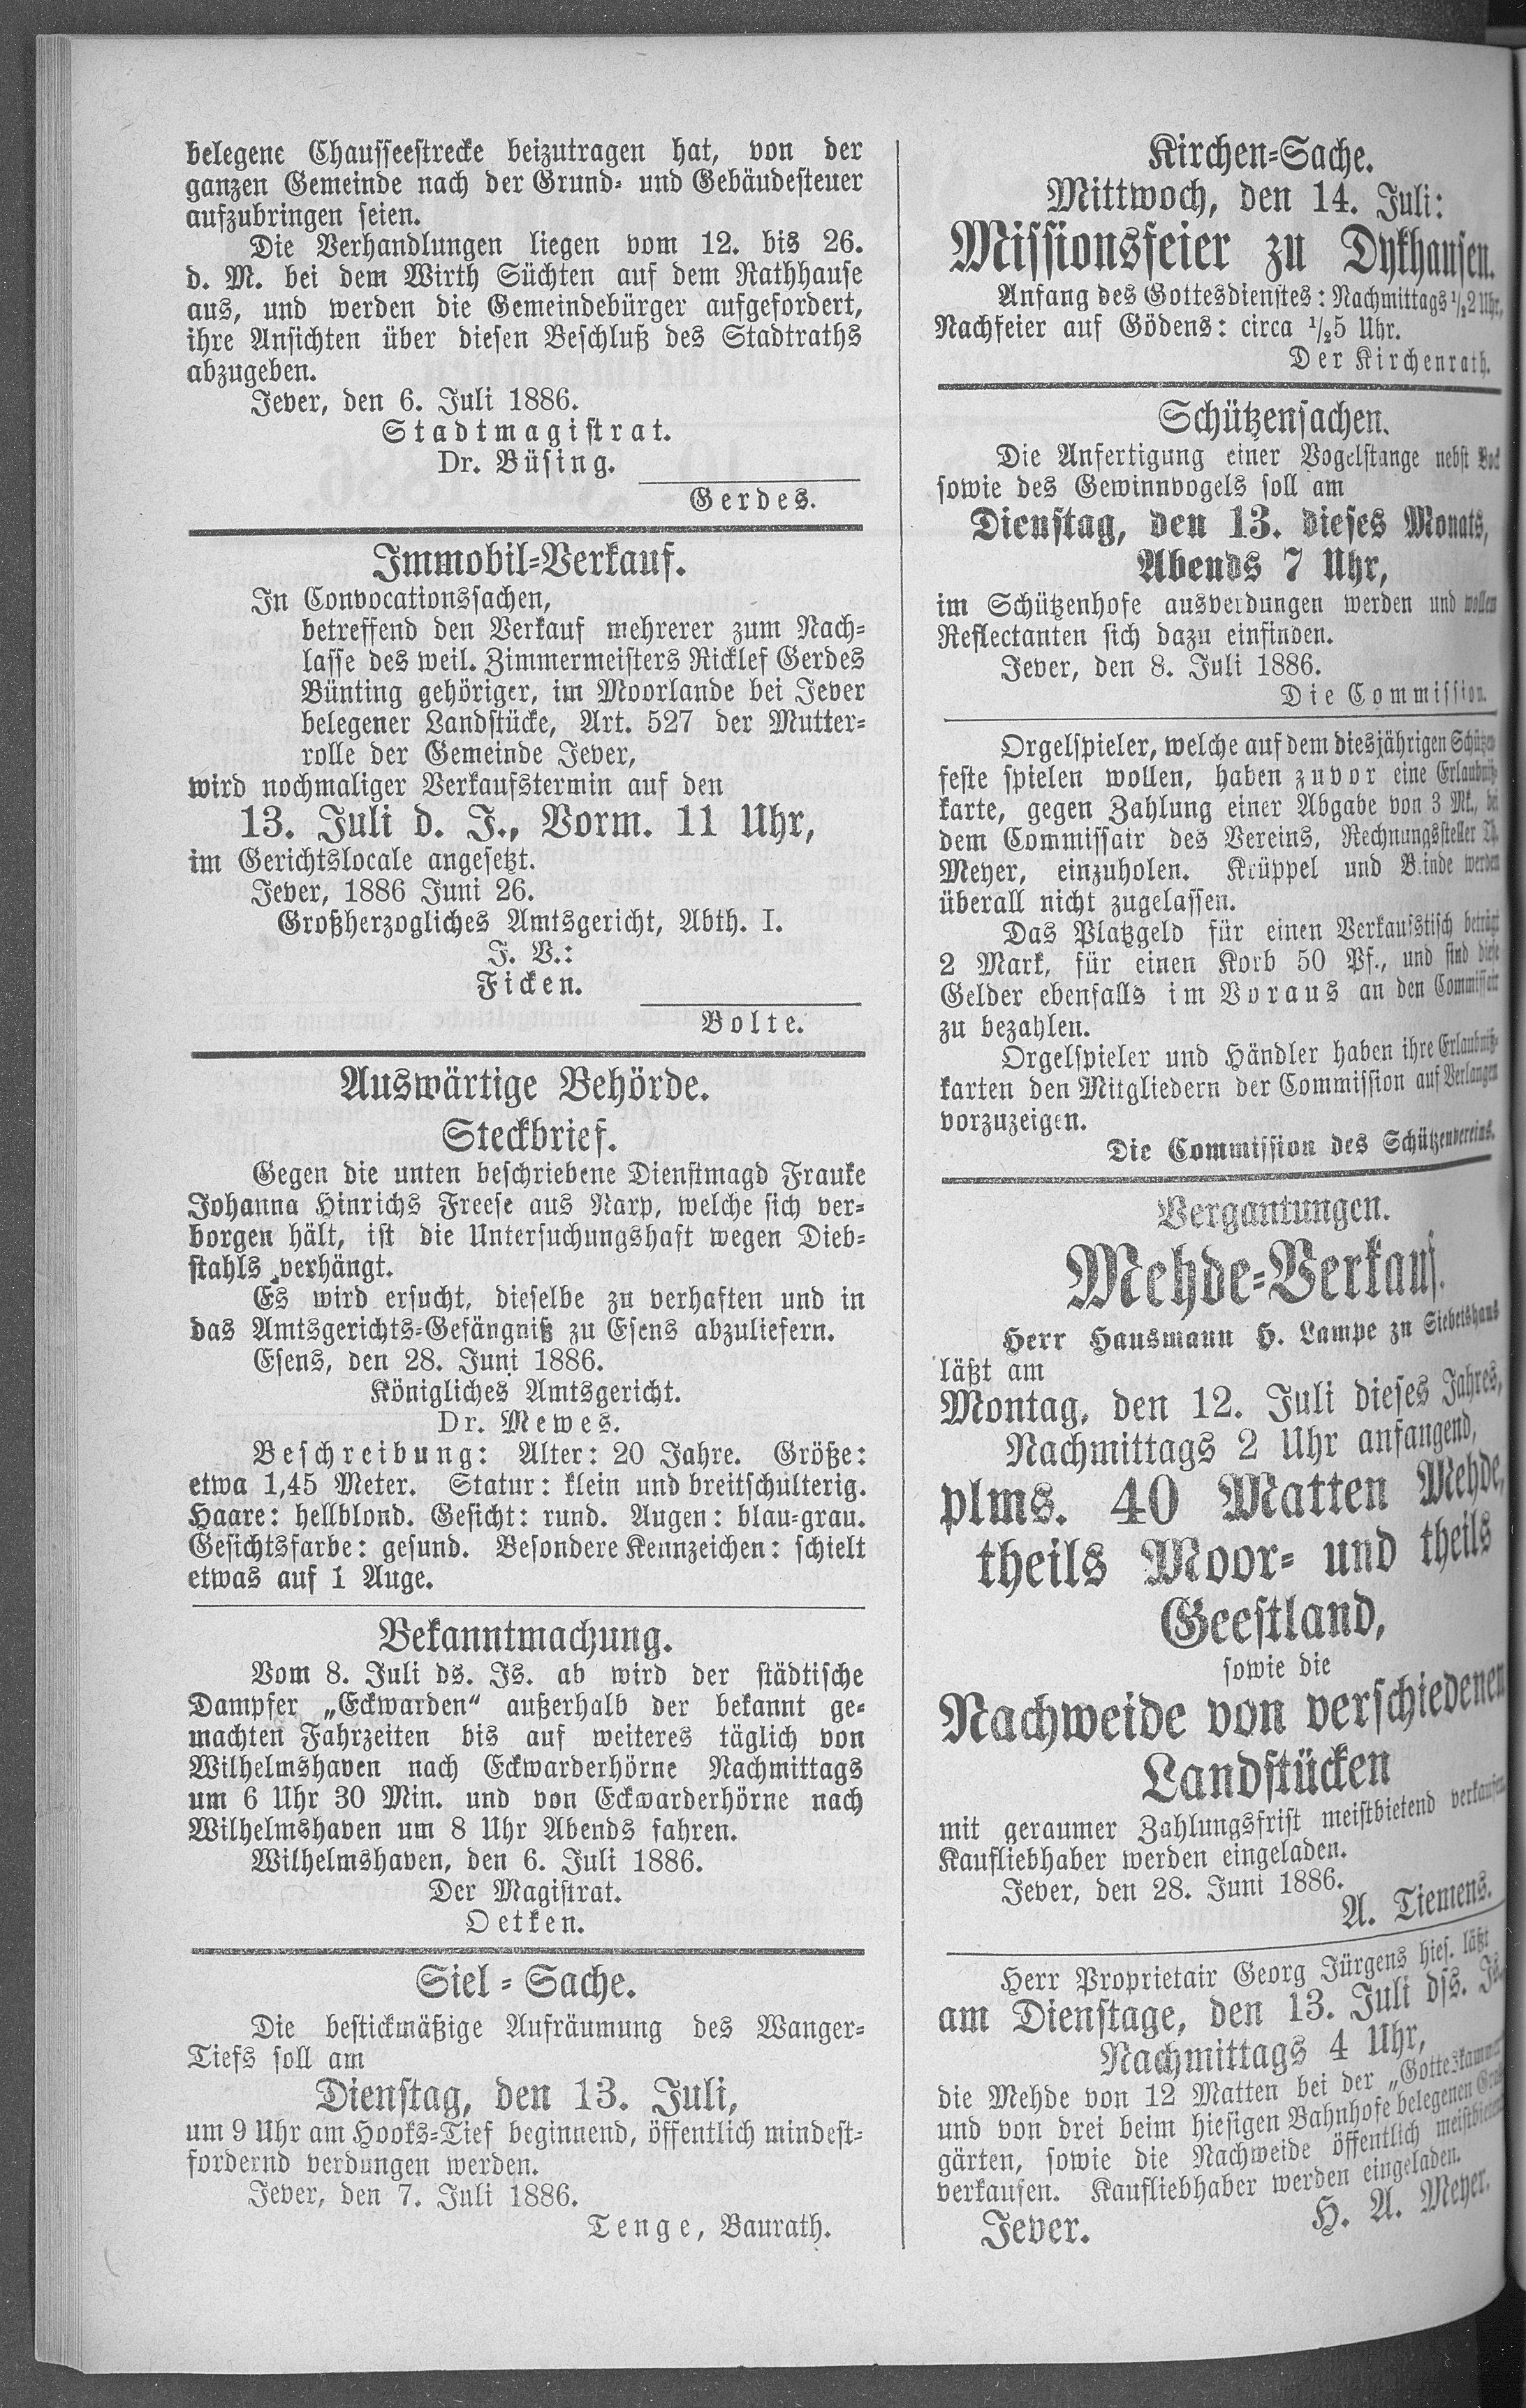 belegene Chausseestrecke beizutragen hat, von der
ganzen Gemeinde nach der Grund- und Gebäudesteuer
aufzubringen seien.
Die Verhandlungen liegen vom 12. bis 26.
d. M. bei dem Wirth Süchten auf dem Rathhause
aus, und werden die Gemeindebürger aufgefordert,
ihre Ansichten über diesen Beschluß des Stadtraths
abzugeben.
Jever, den 6. Juli 1886.
Stadtmagistrat.
Dr. Büsing.
Gerdes.
Immobil-Verkauf.
In Convocationssachen,
betreffend den Verkauf mehrerer zum Nach-
lasse des weil. Zimmermeisters Ricklef Gerdes
Bünting gehöriger, im Moorlande bei Jever
belegener Landstücke, Art. 527 der Mutter-
rolle der Gemeinde Jever,
wird nochmaliger Verkaufstermin auf den
13. Juli d. J., Vorm. 11 Uhr,
im Gerichtslocale angesetzt.
Jever, 1886 Juni 26.
Großherzogliches Amtsgericht, Abth. I.
J. V.:
Ficken.
Bolte.
Auswärtige Behörde.
Steckbrief.
Gegen die unten beschriebene Dienstmagd Frauke
Johanna Hinrichs Freese aus Narp, welche sich ver-
borgen hält, ist die Untersuchungshaft wegen Dieb-
stahls verhängt.
Es wird ersucht, dieselbe zu verhaften und in
das Amtsgerichts-Gefängniß zu Esens abzuliefern.
Esens, den 28. Juni 1886.
Königliches Amtsgericht.
Dr. Mewes.
Beschreibung: Alter: 20 Jahre. Größe:
etwa 1,45 Meter. Statur: klein und breitschulterig.
Haare: hellblond. Gesicht: rund. Augen: blau-grau.
Gesichtsfarbe: gesund. Besondere Kennzeichen: schielt
etwas auf 1 Auge.
Bekanntmachung.
Vom 8. Juli ds. Js. ab wird der städtische
Dampfer „Eckwarden“ außerhalb der bekannt ge-
machten Fahrzeiten bis auf weiteres täglich von
Wilhelmshaven nach Eckwarderhörne Nachmittags
um 6 Uhr 30 Min. und von Eckwarderhörne nach
Wilhelmshaven um 8 Uhr Abends fahren.
Wilhelmshaven, den 6. Juli 1886.
Der Magistrat.
Oetken.
Siel-Sache.
Die bestickmäßige Aufräumung des Wanger-
Tiefs soll am
Dienstag, den 13. Juli,
um 9 Uhr am Hooks-Tief beginnend, öffentlich mindest-
fordernd verdungen werden.
Jever, den 7. Juli 1886.
Tenge, Baurath.
Kirchen-Sache.
Mittwoch, den 14. Juli:
Missionsfeier zu Dykhausen.
Anfang des Gottesdienstes: Nachmittags ½2 Uhr,
Nachfeier auf Gödens: circa ½5 Uhr.
Der Kirchenrath.
Schützensachen.
Die Anfertigung einer Vogelstange nebst Bock
sowie des Gewinnvogels soll am
Dienstag, den 13. dieses Monats,
Abends 7 Uhr,
im Schützenhofe ausverdungen werden und wollen
Reflectanten sich dazu einfinden.
Jever, den 8. Juli 1886.
Die Commission.
Orgelspieler, welche auf dem diesjährigen Schützen-
feste spielen wollen, haben zuvor eine Erlaubniß-
karte, gegen Zahlung einer Abgabe von 3 Mk., bei
dem Commissair des Vereins, Rechnungssteller Th.
Meyer, einzuholen. Krüppel und Blinde werden
überall nicht zugelassen.
Das Platzgeld für einen Verkaufstisch beträgt
2 Mark, für einen Korb 50 Pf., und sind diese
Gelder ebenfalls im Voraus an den Commissair
zu bezahlen.
Orgelspieler und Händler haben ihre Erlaubniß-
karten den Mitgliedern der Commission auf Verlangen
vorzuzeigen.
Die Commission des Schützenvereins.
Vergantungen.
Mehde-Verkauf.
Herr Hausmann H. Lampe zu Siebetshaus
läßt am
Montag, den 12. Juli dieses Jahres,
Nachmittags 2 Uhr anfangend,
plms. 40 Matten Mehde,
theils Moor- und theils
Geestland,
sowie die
Nachweide von verschiedenen
Landstücken
mit geraumer Zahlungsfrist meistbietend verkaufen.
Kaufliebhaber werden eingeladen.
Jever, den 28. Juni 1886.
A. Tiemens.
Herr Proprietair Georg Jürgens hies. läßt
am Dienstage, den 13. Juli dss. Js.
Nachmittags 4 Uhr,
die Mehde von 12 Matten bei der
und von drei beim hiesigen Bahnhofe belegenen
gärten, sowie die Nachweide öffentlich meistbietend
verkaufen. Kaufliebhaber werden eingeladen.
Jever.
H. A. Meyer.